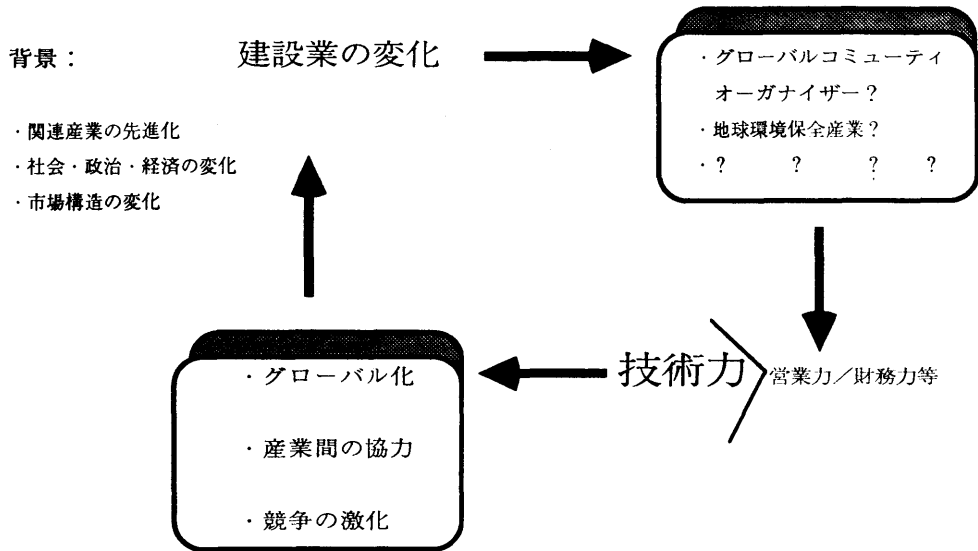 背景：
建設業の変化
・関連産業の先進化
・社会・政治・経済の変化
・市場構造の変化
・グローバルコミューティ
オーガナイザー？
・地球環境保全産業？
・？ ？ ？ ？
技術力
営業力／財務力等
・グローバル化
・産業間の協力
・競争の激化